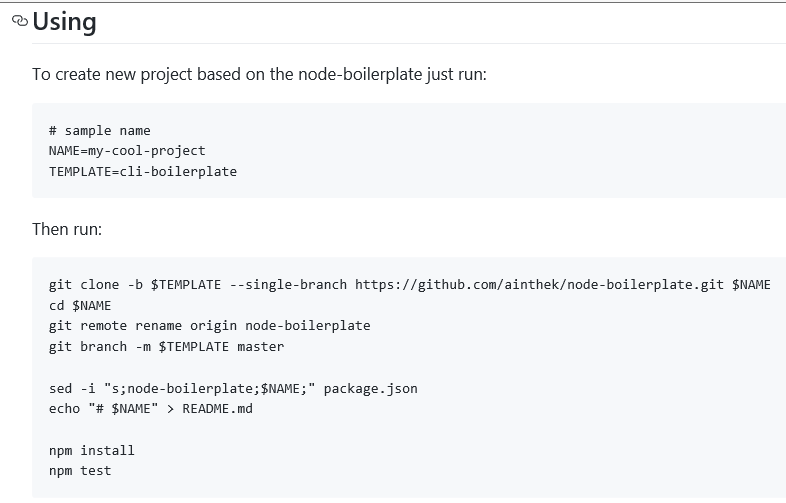 Using
To create new project based on the node-boilerplate just run:
# sample name
NAME=my-cool-project
TEMPLATE=cli-boilerplate
Then run:
git clone -b $TEMPLATE --single-branch https://github.com/ainthek/node-boilerplate.git $NAME
cd $NAME
git remote rename origin node-boilerplate
git branch -m $TEMPLATE master
sed -i "s;node-boilerplate;$NAME;" package.json
echo "# $NAME" > README.md
npm install
npm test